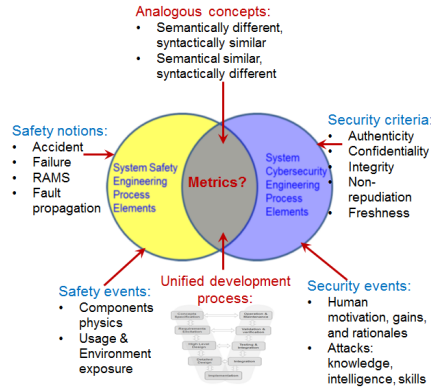 Analogous concepts:
• Semantically different,
syntactically similar
• Semantical similar,
syntactically different
Safety notions:
• Accident
• Failure
• RAMS
• Fault
propagation
Security criteria:
• Authenticity
• Confidentiality
• Integrity
• Non-
repudiation
• Freshness
System Safety
Engineering
Process
Elements
Metrics?
System
Cybersecurity
Engineering
Process
Elements
Safety events:
• Components
physics
• Usage &
Environment
exposure
Unified development
process:
Integration
Implementation
Security events:
• Human
motivation, gains,
and rationales
• Attacks:
knowledge,
intelligence, skills